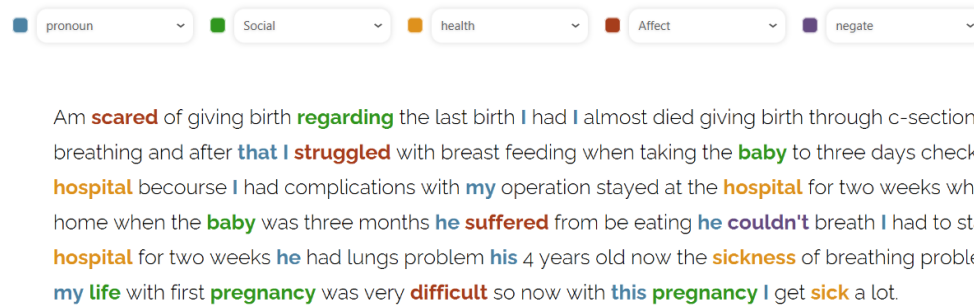 pronoun Social health Affect negate
Am scared of giving birth regarding the last birth I had I almost died giving birth through c-section
breathing and after that I struggled with breast feeding when taking the baby to three days check
hospital becourse I had complications with my operation stayed at the hospital for two weeks wh
home when the baby was three months he suffered from be eating he couldn't breath I had to st
hospital for two weeks he had lungs problem his 4 years old now the sickness of breathing proble
my life with first pregnancy was very difficult so now with this pregnancy I get sick a lot.